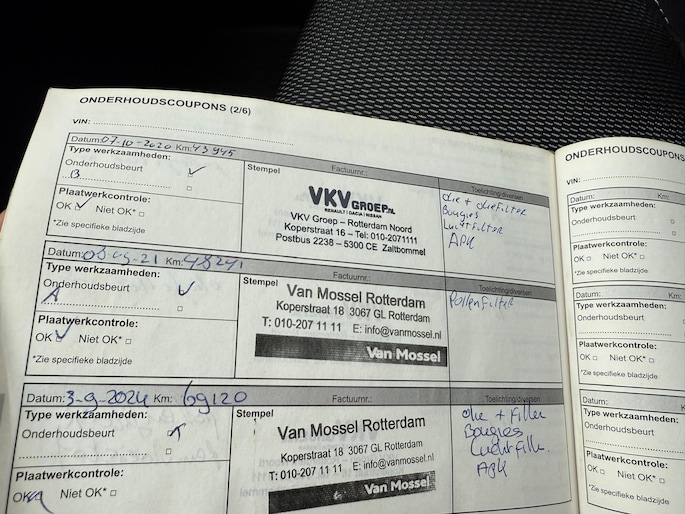 ONDERHOUDSCOUPONS (2/6)
VIN:
Datum: 07-10-2020 Km: 43945
Type werkzaamheden:
Onderhoudsbeurt
B
Plaatwerkcontrole:
OK Niet OK*
*Zie specifieke bladzijde
Stempel
Factuurnr.:
VKV GROEP.NL
RENAULT | DACIA | NISSAN
VKV Groep – Rotterdam Noord
Koperstraat 16 – Tel: 010-2071111
Postbus 2238 – 5300 CE Zaltbommel
Toelichting/diversen
olie + oliefilter
Bougies
Luchtfilter
APK
Datum: Km: 48241
Type werkzaamheden:
Onderhoudsbeurt
A
Plaatwerkcontrole:
OK Niet OK*
*Zie specifieke bladzijde
Stempel
Factuurnr.:
Van Mossel Rotterdam
Koperstraat 18 3067 GL Rotterdam
T: 010-207 11 11 E: info@vanmossel.nl
Van Mossel
Toelichting/diversen
Pollenfilter
Datum: 3-9-2024 Km: 69120
Type werkzaamheden:
Onderhoudsbeurt
Plaatwerkcontrole:
OK Niet OK*
Stempel
Factuurnr.:
Van Mossel Rotterdam
Koperstraat 18 3067 GL Rotterdam
T: 010-207 11 11 E: info@vanmossel.nl
Van Mossel
Toelichting/diversen
olie + Filter
Bougies
Luchtfilt.
APK
ONDERHOUDSCOUPONS
VIN:
Datum: Km:
Type werkzaamheden:
Onderhoudsbeurt
Plaatwerkcontrole:
OK Niet OK*
*Zie specifieke bladzijde
Datum:
Type werkzaamheden:
Onderhoudsbeurt
Plaatwerkcontrole:
OK Niet OK*
*Zie specifieke bladzijde
Datum:
Type werkzaamheden:
Onderhoudsbeurt
Plaatwerkcontrole:
OK Niet OK*
*Zie specifieke bladzijde